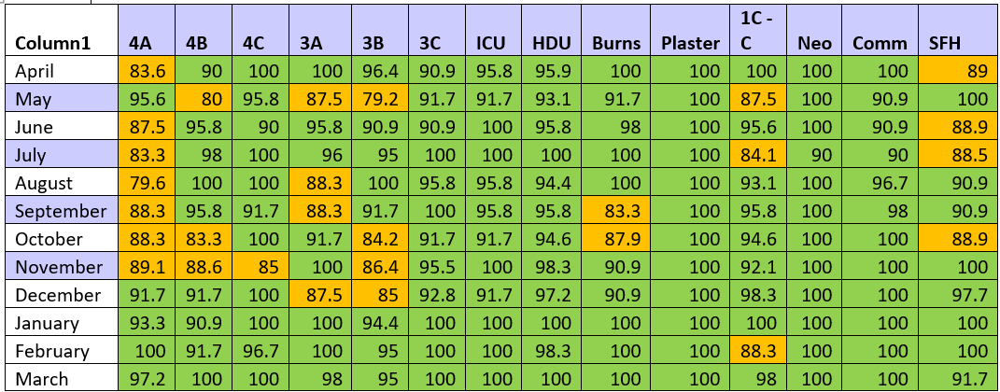 Column1 4A 4B 4C 3A 3B 3C ICU HDU Burns Plaster 1C - C Neo Comm SFH
April 83.6 90 100 100 96.4 90.9 95.8 95.9 100 100 100 100 100 89
May 95.6 80 95.8 87.5 79.2 91.7 91.7 93.1 91.7 100 87.5 100 90.9 100
June 87.5 95.8 90 95.8 90.9 90.9 100 95.8 98 100 95.6 100 90.9 88.9
July 83.3 98 100 96 95 100 100 100 100 100 84.1 90 90 88.5
August 79.6 100 100 88.3 100 95.8 95.8 94.4 100 100 93.1 100 96.7 90.9
September 88.3 95.8 91.7 88.3 91.7 100 95.8 95.8 83.3 100 95.8 100 98 90.9
October 88.3 83.3 100 91.7 84.2 91.7 91.7 94.6 87.9 100 94.6 100 100 88.9
November 89.1 88.6 85 100 86.4 95.5 100 98.3 90.9 100 92.1 100 100 100
December 91.7 91.7 100 87.5 85 92.8 91.7 97.2 90.9 100 98.3 100 100 97.7
January 93.3 90.9 100 100 94.4 100 100 100 100 100 100 100 100 100
February 100 91.7 96.7 100 95 100 100 98.3 100 100 88.3 100 100 100
March 97.2 100 100 98 95 100 100 100 100 100 98 100 100 91.7